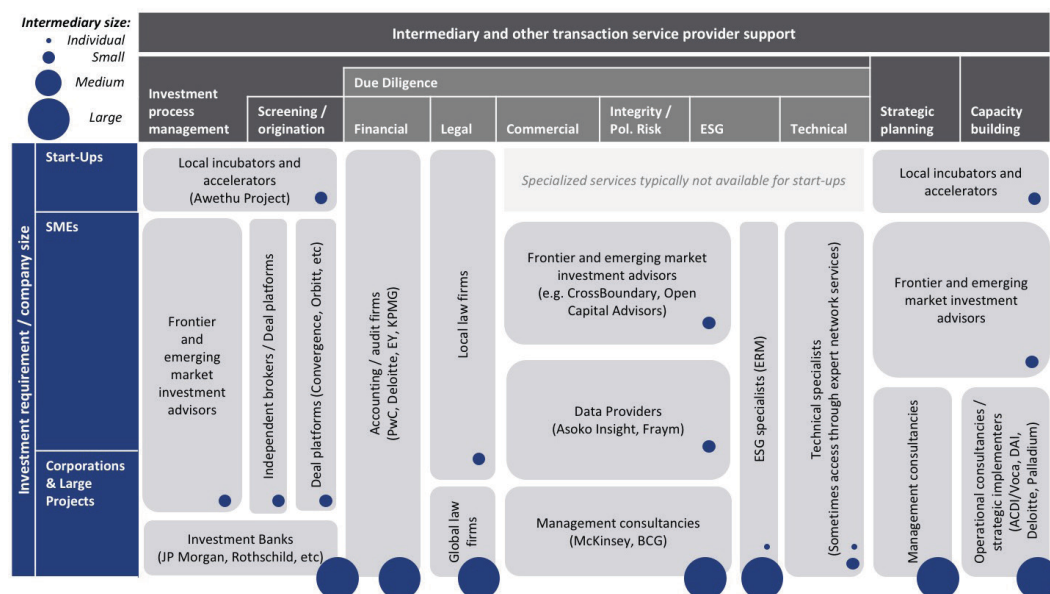 Intermediary size:
Individual
Small
Medium
Large
Intermediary and other transaction service provider support
Investment
process
management
Screening /
origination
Due Diligence
Financial
Legal
Commercial
Integrity /
Pol. Risk
ESG
Technical
Strategic
planning
Capacity
building
Investment requirement / company size
Start-Ups
Local incubators and
accelerators
(Awethu Project)
Specialized services typically not available for start-ups
Local incubators and
accelerators
SMEs
Frontier
and
emerging
market
investment
advisors
Independent brokers / Deal platforms
Deal platforms (Convergence, Orbitt, etc)
Accounting / audit firms
(PwC, Deloitte, EY, KPMG)
Local law firms
Frontier and emerging market
investment advisors
(e.g. CrossBoundary, Open
Capital Advisors)
Data Providers
(Asoko Insight, Fraym)
ESG specialists (ERM)
Technical specialists
(Sometimes access through expert network services)
Frontier and emerging
market investment
advisors
Corporations
& Large
Projects
Investment Banks
(JP Morgan, Rothschild, etc)
Global law
firms
Management consultancies
(McKinsey, BCG)
Management consultancies
Operational consultancies /
strategic implementers
(ACDI/Voca, DAI,
Deloitte, Palladium)